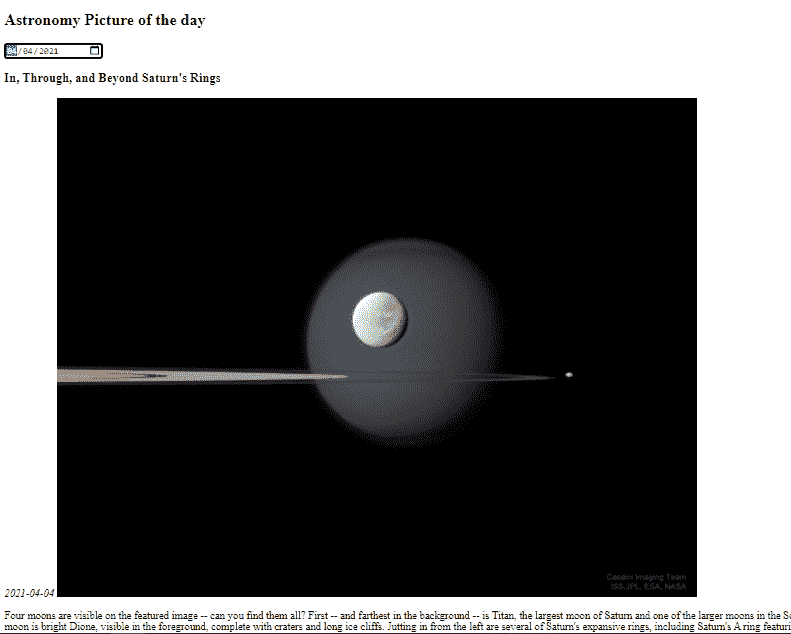 Astronomy Picture of the day
04/04/2021
In, Through, and Beyond Saturn's Rings
Cassini Imaging Team
ISS, JPL, ESA, NASA
2021-04-04
Four moons are visible on the featured image -- can you find them all? First -- and farthest in the background -- is Titan, the largest moon of Saturn and one of the larger moons in the
moon is bright Dione, visible in the foreground, complete with craters and long ice cliffs. Jutting in from the left are several of Saturn's expansive rings, including Saturn's A ring